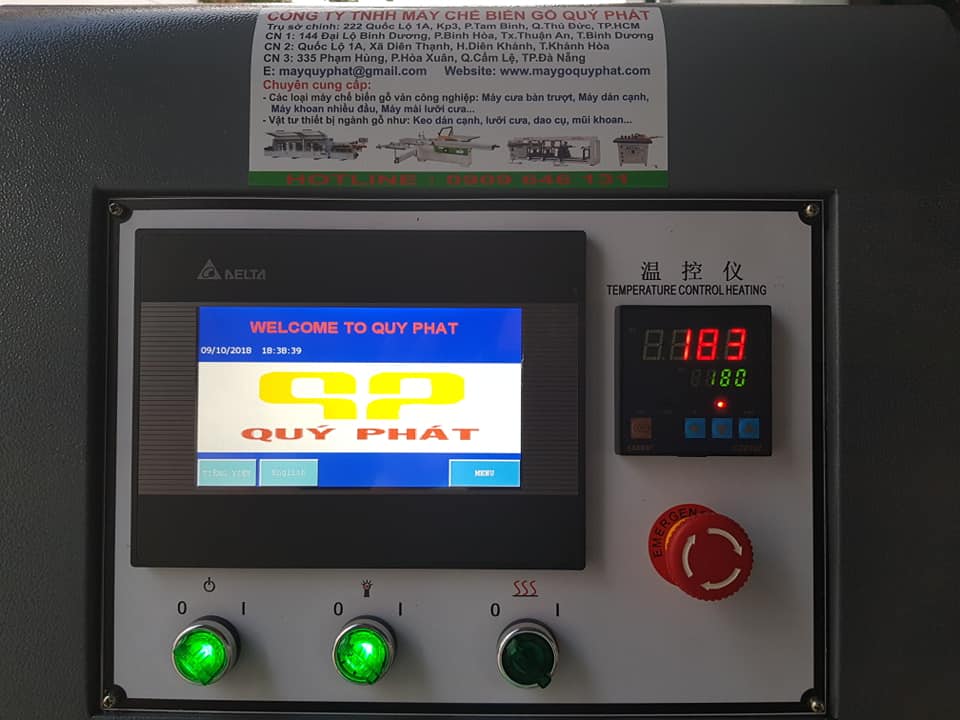 CÔNG TY TNHH MÁY CHẾ BIẾN GỖ QUÝ PHÁT
Trụ sở chính: 222 Quốc Lộ 1A, Kp3, P.Tam Bình, Q.Thủ Đức, TP.HCM
CN 1: 144 Đại Lộ Bình Dương, P.Bình Hòa, Tx.Thuận An, T.Bình Dương
CN 2: Quốc Lộ 1A, Xã Diên Thạnh, H.Diên Khánh, T.Khánh Hòa
CN 3: 335 Phạm Hùng, P.Hòa Xuân, Q.Cẩm Lệ, TP.Đà Nẵng
E: mayquyphat@gmail.com Website: www.maygoquyphat.com
Chuyên cung cấp:
- Các loại máy chế biến gỗ ván công nghiệp: Máy cưa bàn trượt, Máy dán cạnh,
Máy khoan nhiều đầu, Máy mài lưỡi cưa...
- Vật tư thiết bị ngành gỗ như: Keo dán cạnh, lưỡi cưa, dao cụ, mũi khoan...
HOTLINE : 0909 846 131
DELTA
WELCOME TO QUY PHAT
09/10/2018 18:38:39
QP
QUÝ PHÁT
TIẾNG VIỆT English MENU
温控仪
TEMPERATURE CONTROL HEATING
183
180
EMERGEN
0 I
0 I
0 I